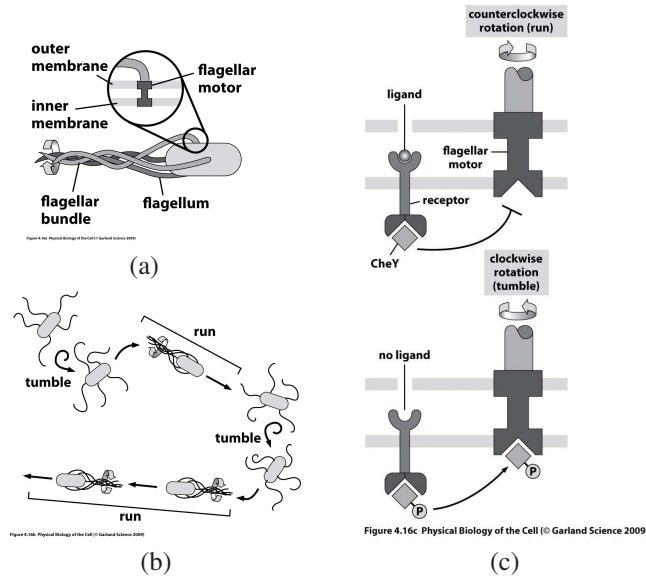 outer
membrane
flagellar
motor
inner
membrane
flagellar
bundle
flagellum
Figure 4.16a Physical Biology of the Cell (© Garland Science 2009)
(a)
run
tumble
tumble
run
Figure 4.16b Physical Biology of the Cell (© Garland Science 2009)
(b)
counterclockwise
rotation (run)
ligand
flagellar
motor
receptor
CheY
clockwise
rotation
(tumble)
no ligand
P
P
Figure 4.16c Physical Biology of the Cell (© Garland Science 2009
(c)